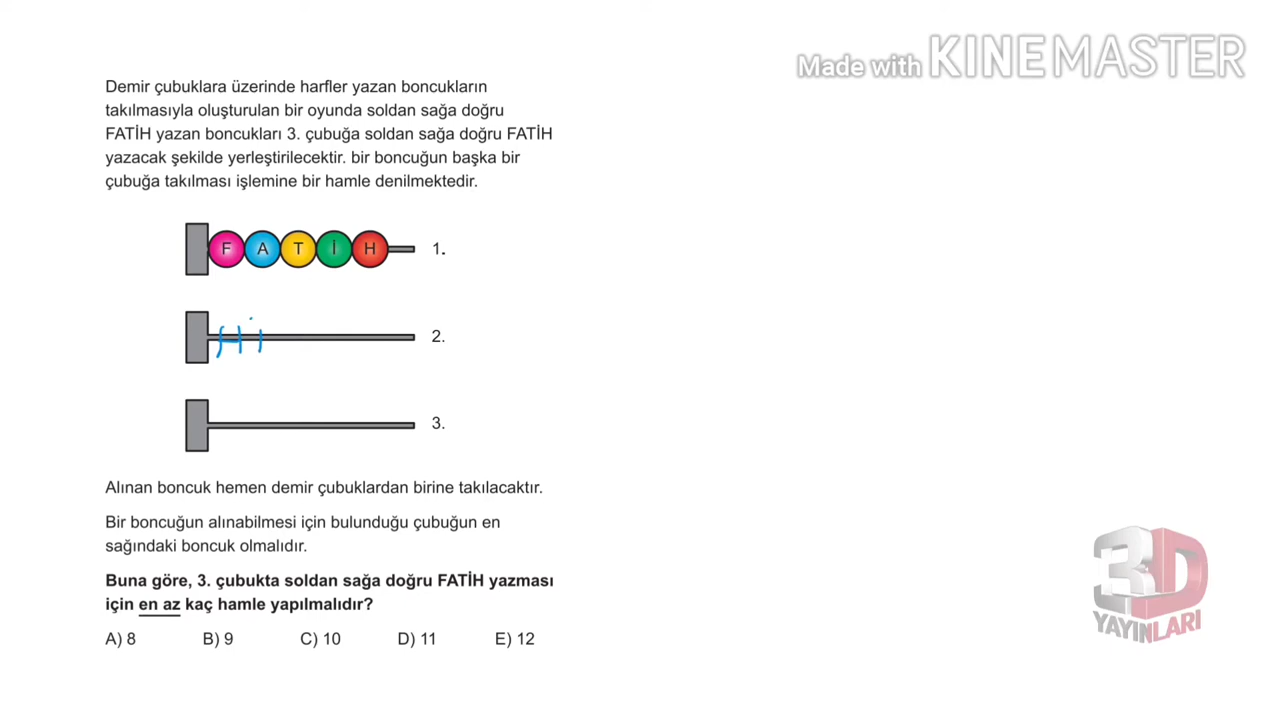 Made with KINEMASTER
Demir çubuklara üzerinde harfler yazan boncukların
takılmasıyla oluşturulan bir oyunda soldan sağa doğru
FATİH yazan boncukları 3. çubuğa soldan sağa doğru FATİH
yazacak şekilde yerleştirilecektir. bir boncuğun başka bir
çubuğa takılması işlemine bir hamle denilmektedir.
F A T İ H 1.
H İ 2.
3.
Alınan boncuk hemen demir çubuklardan birine takılacaktır.
Bir boncuğun alınabilmesi için bulunduğu çubuğun en
sağındaki boncuk olmalıdır.
Buna göre, 3. çubukta soldan sağa doğru FATİH yazması
için en az kaç hamle yapılmalıdır?
A) 8 B) 9 C) 10 D) 11 E) 12
3D
YAYINLARI